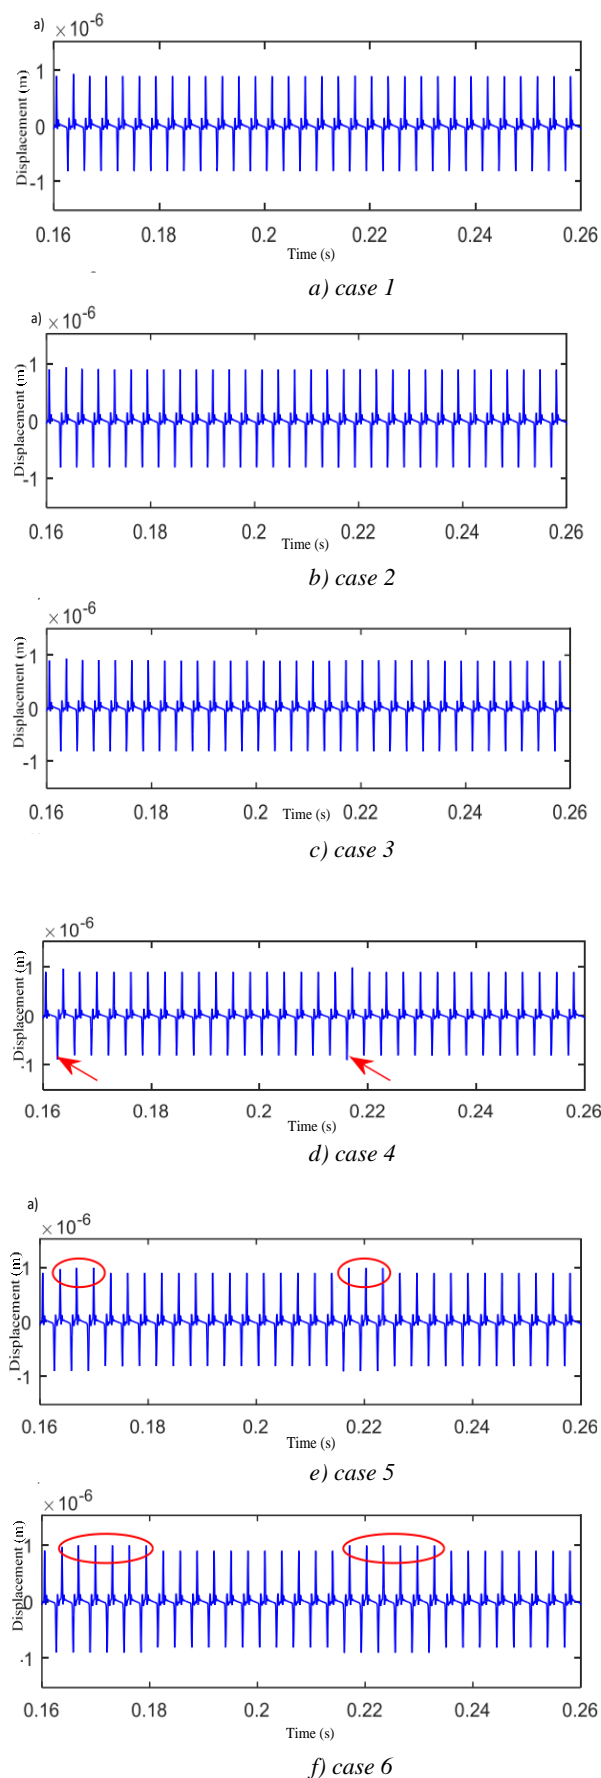 a) ×10-6
Displacement (m)
1
0
-1
0.16 0.18 0.2 0.22 0.24 0.26
Time (s)
a) case 1
a) ×10-6
Displacement (m)
1
0
-1
0.16 0.18 0.2 0.22 0.24 0.26
Time (s)
b) case 2
×10-6
Displacement (m)
1
0
-1
0.16 0.18 0.2 Time (s) 0.22 0.24 0.26
c) case 3
×10-6
Displacement (m)
1
0
-1
0.16 0.18 0.2 0.22 0.24 0.26
Time (s)
d) case 4
a)
×10-6
Displacement (m)
1
0
-1
0.16 0.18 0.2 0.22 0.24 0.26
Time (s)
e) case 5
×10-6
Displacement (m)
1
0
-1
0.16 0.18 0.2 0.22 0.24 0.26
Time (s)
f) case 6